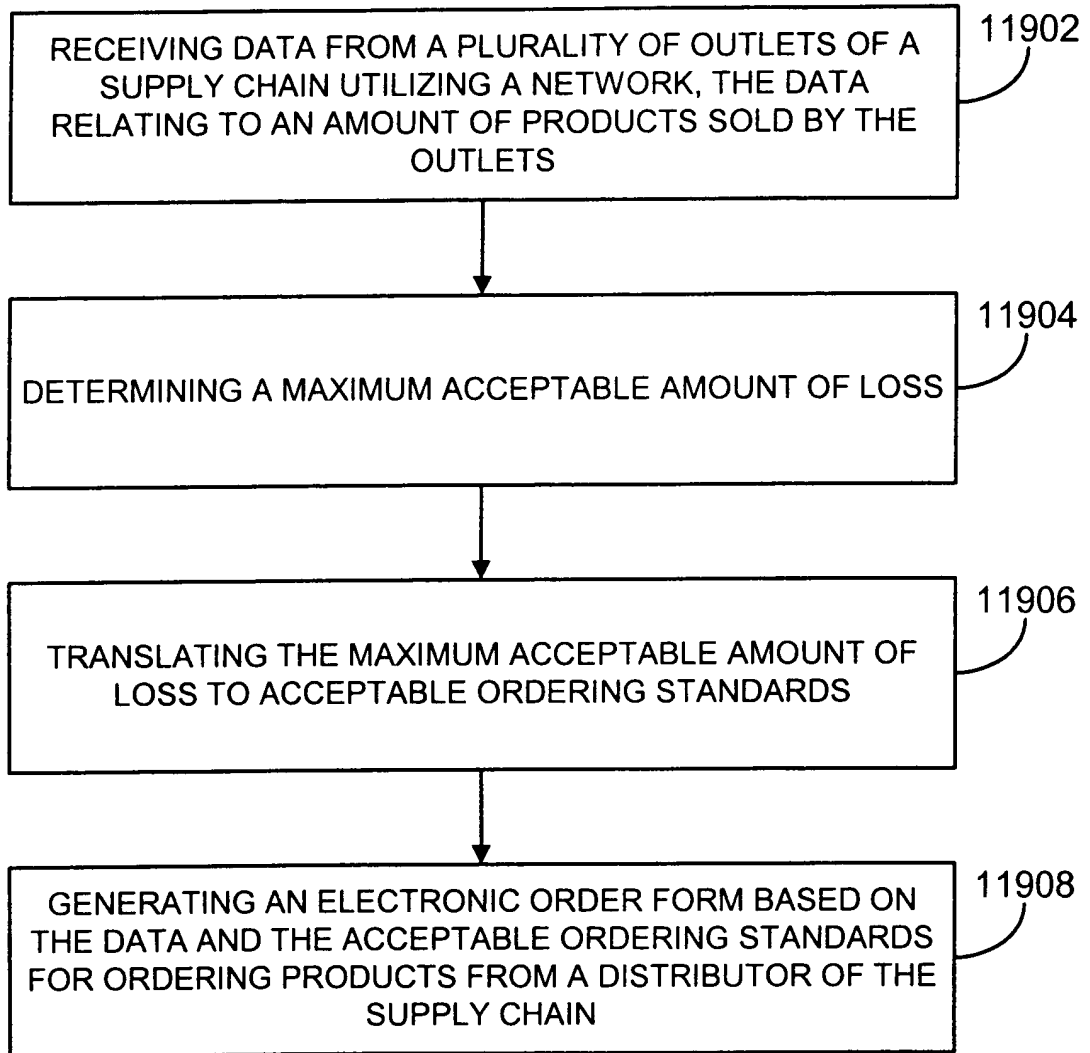 RECEIVING DATA FROM A PLURALITY OF OUTLETS OF A
SUPPLY CHAIN UTILIZING A NETWORK, THE DATA
RELATING TO AN AMOUNT OF PRODUCTS SOLD BY THE
OUTLETS
11902
DETERMINING A MAXIMUM ACCEPTABLE AMOUNT OF LOSS
11904
TRANSLATING THE MAXIMUM ACCEPTABLE AMOUNT OF
LOSS TO ACCEPTABLE ORDERING STANDARDS
11906
GENERATING AN ELECTRONIC ORDER FORM BASED ON
THE DATA AND THE ACCEPTABLE ORDERING STANDARDS
FOR ORDERING PRODUCTS FROM A DISTRIBUTOR OF THE
SUPPLY CHAIN
11908